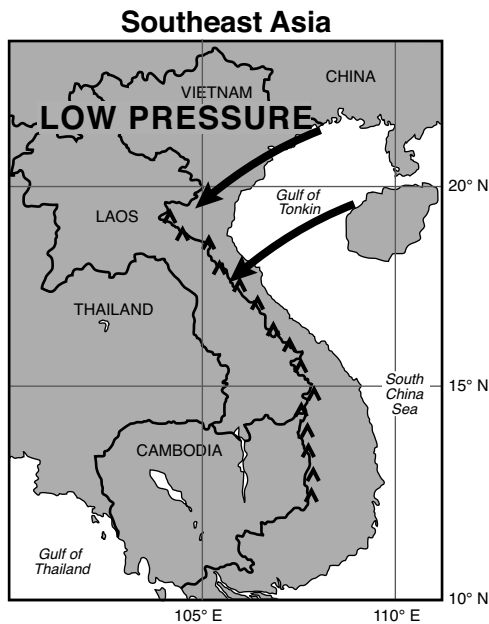 Southeast Asia
CHINA
VIETNAM
LOW PRESSURE
20° N
Gulf of
Tonkin
LAOS
THAILAND
15° N
South
China
Sea
CAMBODIA
Gulf of
Thailand
10° N
105° E
110° E